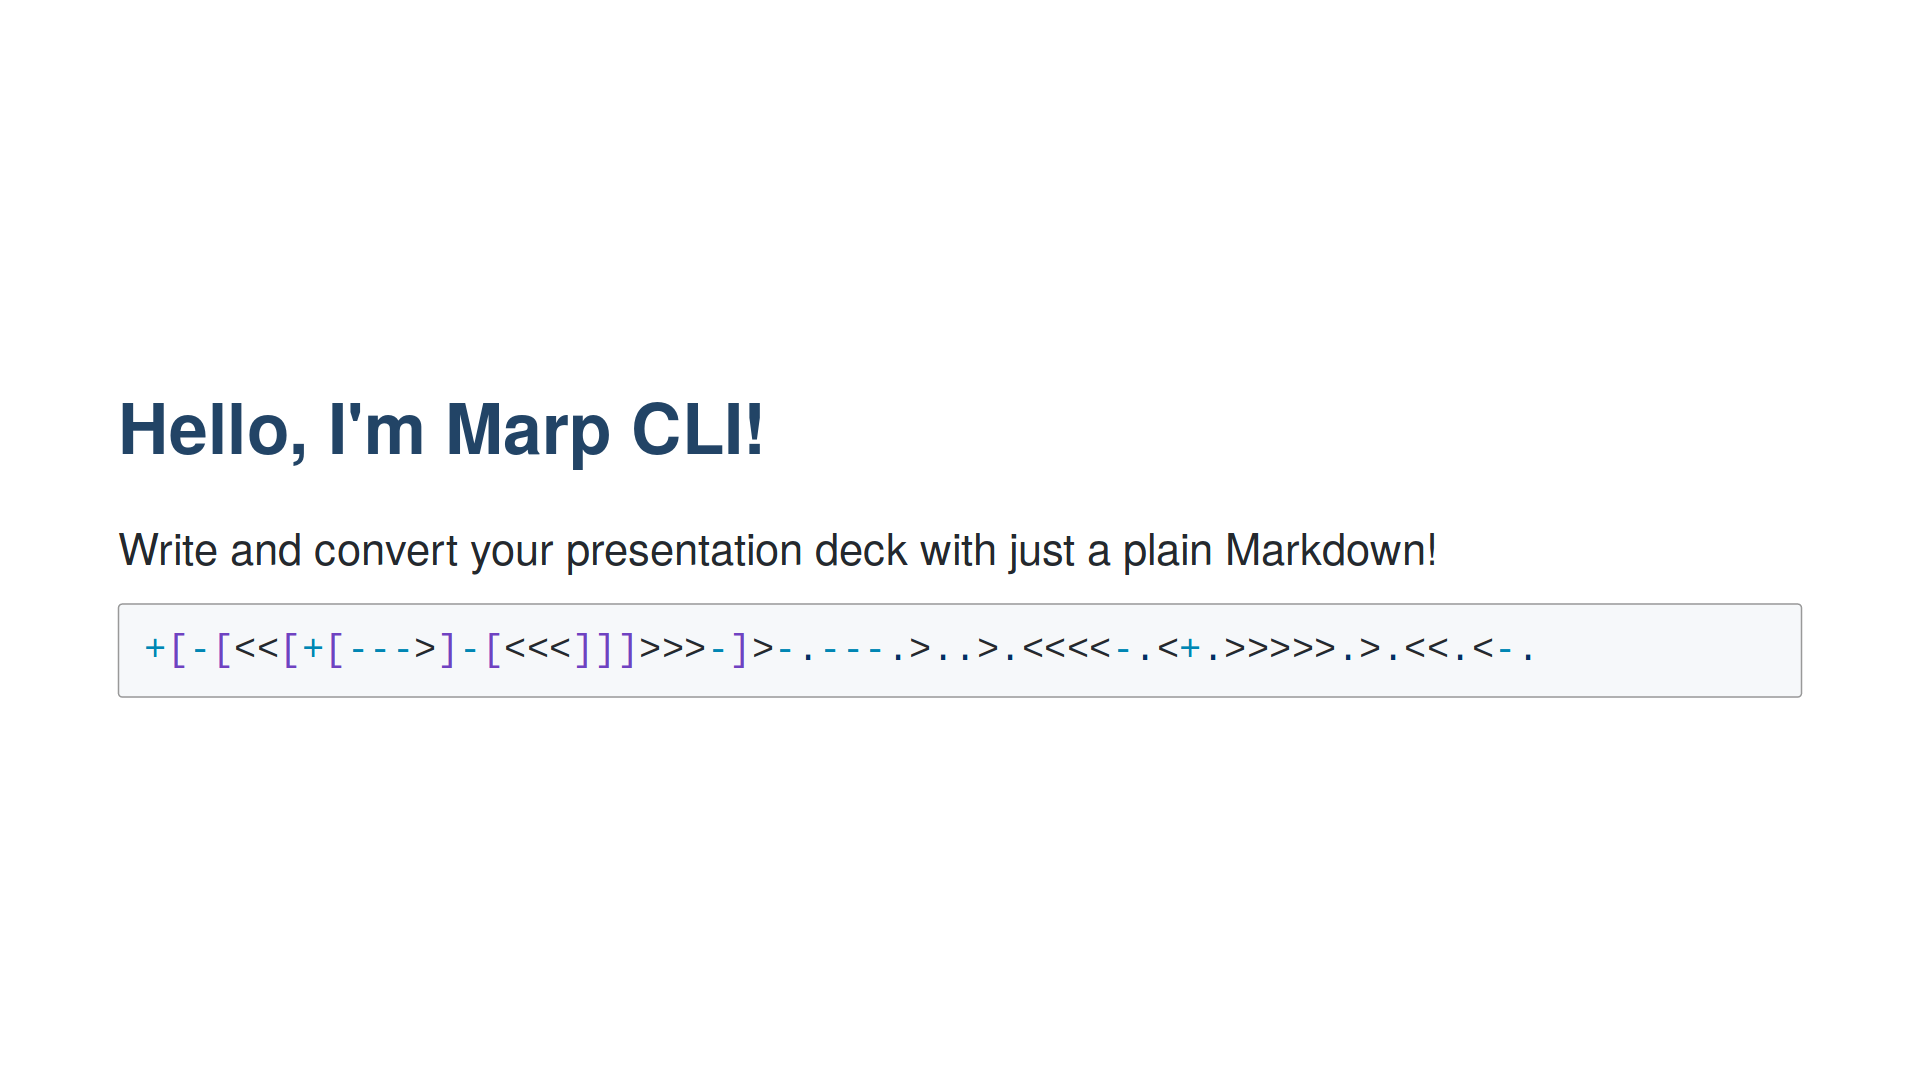 Hello, I'm Marp CLI!
Write and convert your presentation deck with just a plain Markdown!
+[-[<<[+[--->]-[<<<]]]>>>-]>-.---.>..>.<<<<-.<+.>>>>>.>.<<.<-.